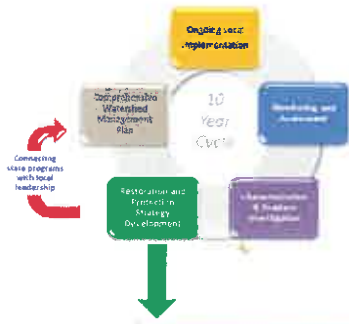 Ongoing Local
Implementation
Comprehensive
Watershed
Management
Plan
10
Year
Cycle
Monitoring and
Assessment
Connecting
state programs
with local
leadership
Restoration and
Protection
Strategy
Development
Characterization
& Problem
Investigation